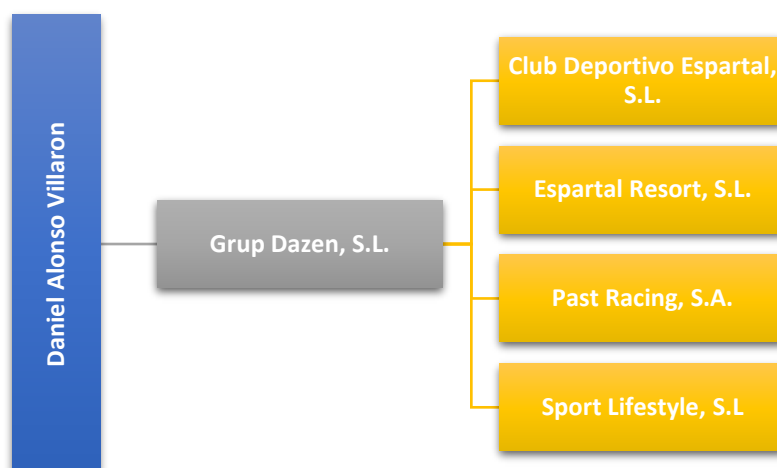 Daniel Alonso Villaron
Grup Dazen, S.L.
Club Deportivo Espartal,
S.L.
Espartal Resort, S.L.
Past Racing, S.A.
Sport Lifestyle, S.L